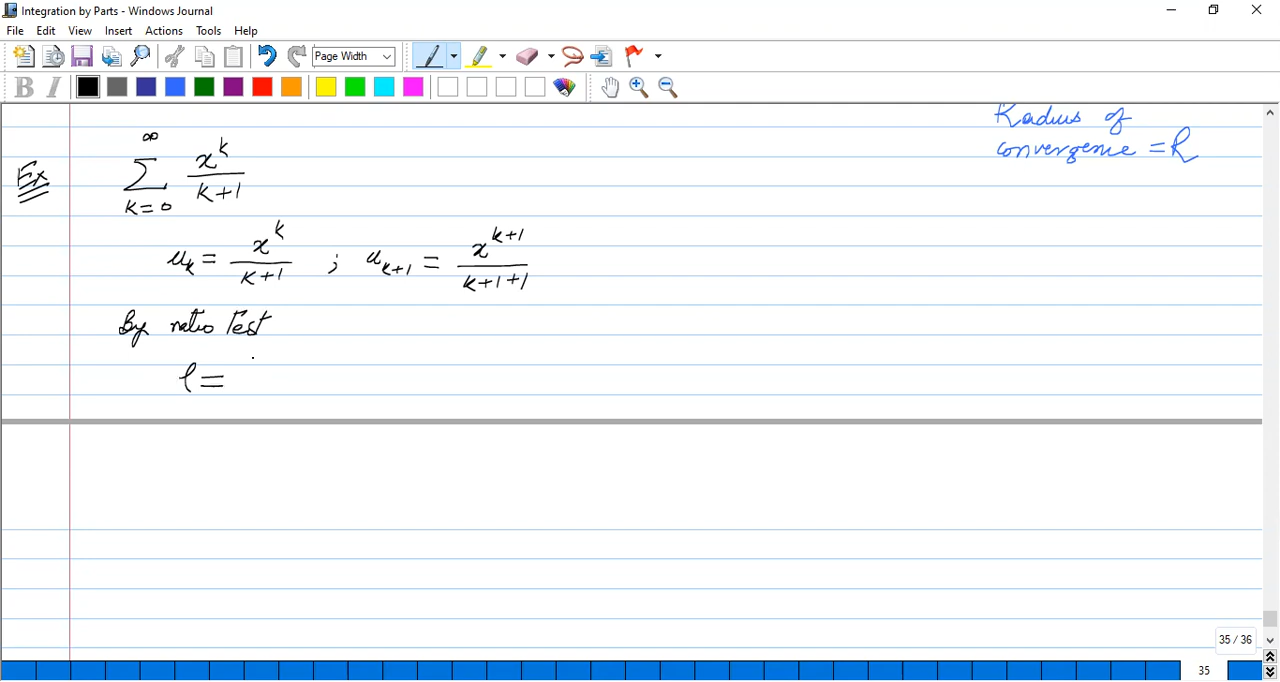 Integration by Parts - Windows Journal
File Edit View Insert Actions Tools Help
Page Width
B I
Radius of
convergence = R
Ex
∞
∑ x^k / (k+1)
k=0
u_k = x^k / (k+1) ; u_{k+1} = x^{k+1} / (k+1+1)
By ratio Test
l =
35 / 36
35